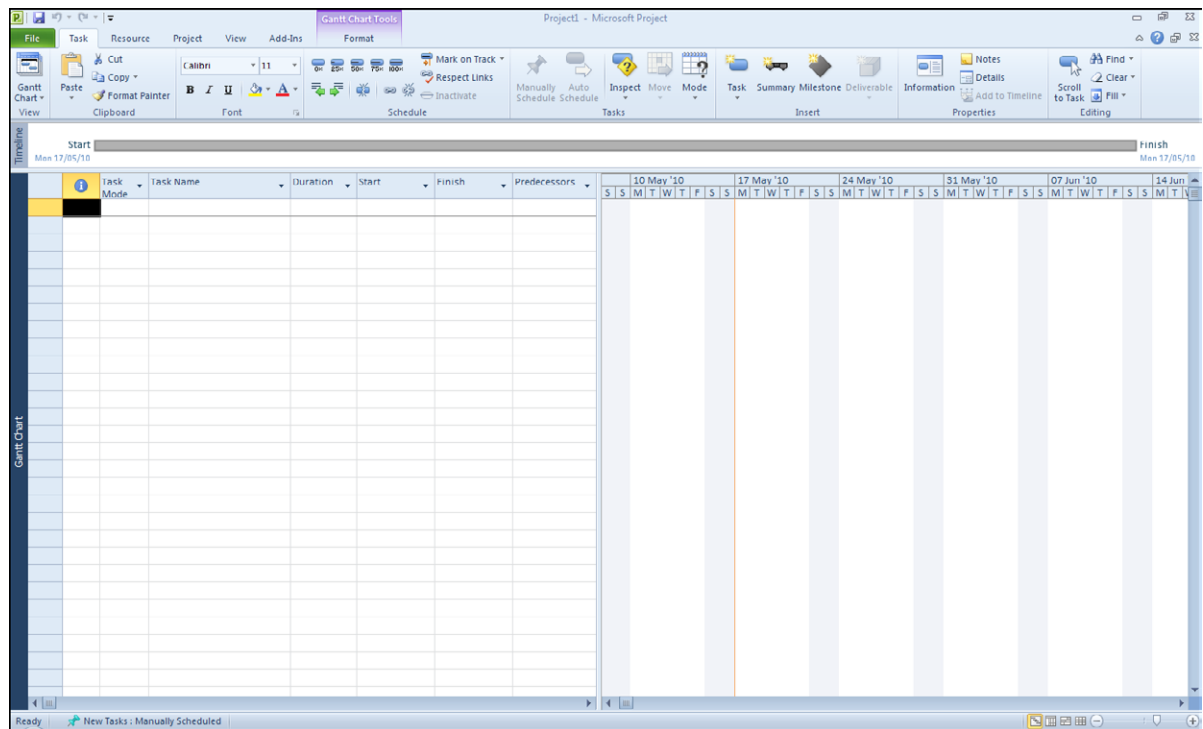 Gantt Chart Tools
Project1 - Microsoft Project
File Task Resource Project View Add-Ins Format
Gantt Chart
View
Paste
Cut
Copy
Format Painter
Clipboard
Calibri 11
B I U A
Font
0% 25% 50% 75% 100%
Mark on Track
Respect Links
Inactivate
Schedule
Manually Schedule
Auto Schedule
Inspect Move Mode
Tasks
Task Summary Milestone Deliverable
Insert
Information
Notes
Details
Add to Timeline
Properties
Scroll to Task
Find
Clear
Fill
Editing
Timeline
Start
Mon 17/05/10
Finish
Mon 17/05/10
Task Mode Task Name Duration Start Finish Predecessors
10 May '10 17 May '10 24 May '10 31 May '10 07 Jun '10 14 Jun
S S M T W T F S S M T W T F S S M T W T F S S M T W T F S S M T W T F S S M T
Gantt Chart
Ready New Tasks : Manually Scheduled